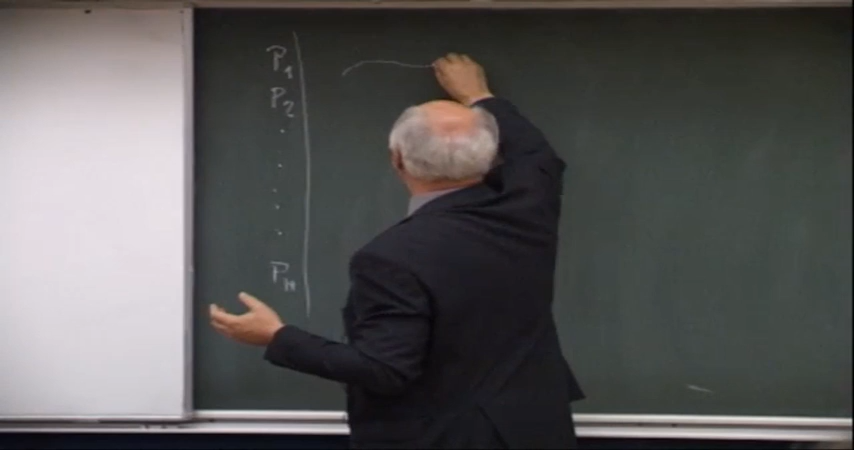 P1
P2
.
.
.
.
.
Pn